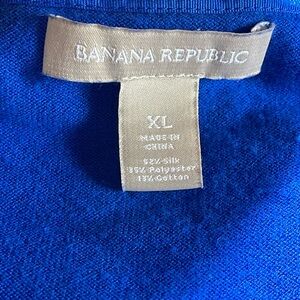 BANANA REPUBLIC
XL
MADE IN
CHINA
52% Silk
35% Polyester
13% Cotton